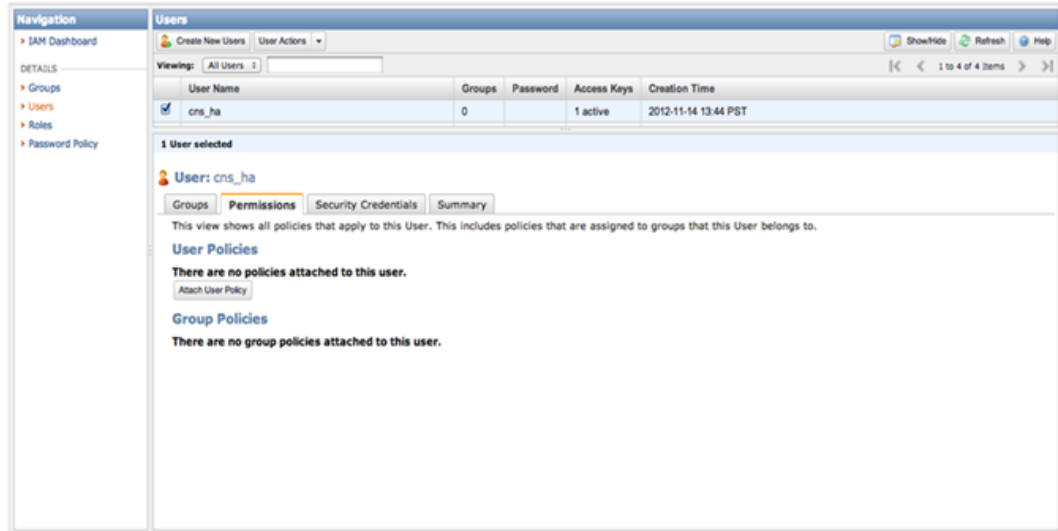 Navigation
Users
> IAM Dashboard
Create New Users User Actions
Show/Hide Refresh Help
DETAILS
Viewing: All Users
1 to 4 of 4 Items
> Groups
User Name Groups Password Access Keys Creation Time
> Users
cns_ha 0 1 active 2012-11-14 13:44 PST
> Roles
> Password Policy
1 User selected
User: cns_ha
Groups Permissions Security Credentials Summary
This view shows all policies that apply to this User. This includes policies that are assigned to groups that this User belongs to.
User Policies
There are no policies attached to this user.
Attach User Policy
Group Policies
There are no group policies attached to this user.